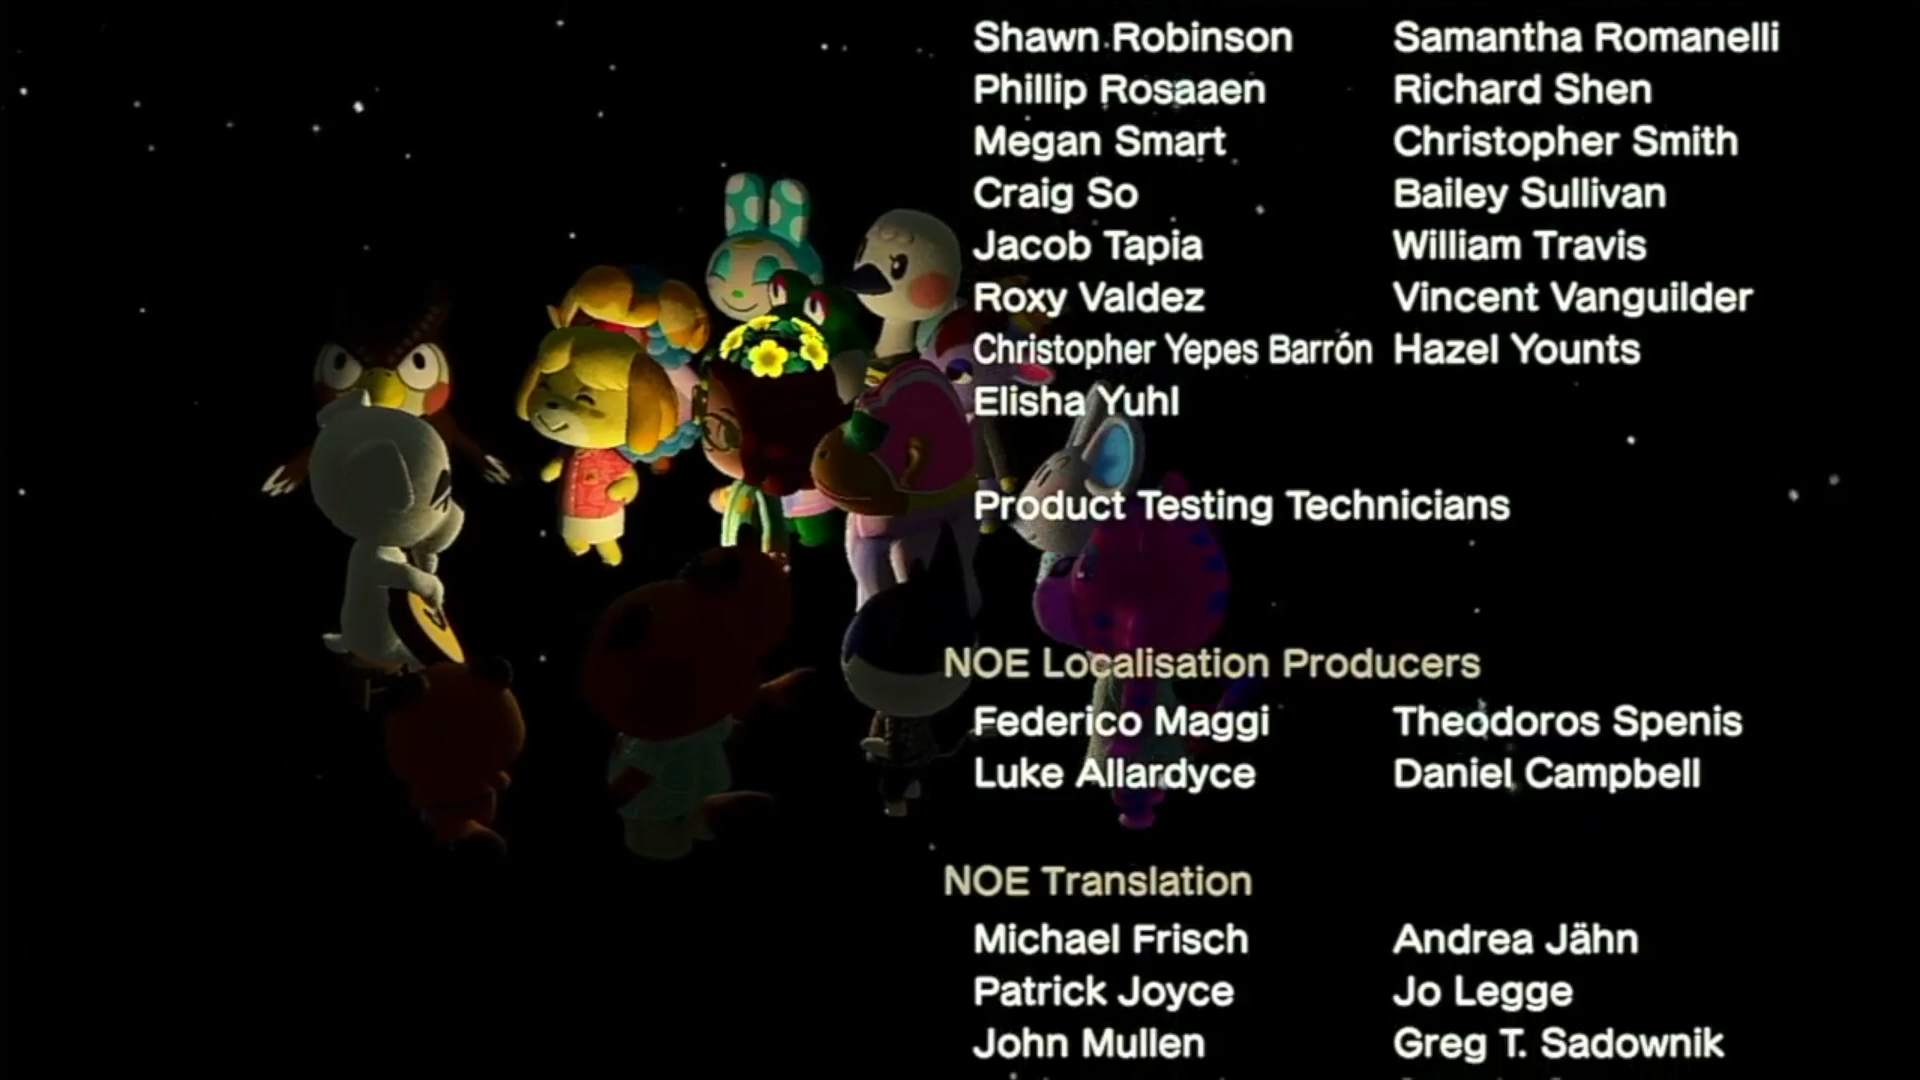 Shawn Robinson Samantha Romanelli
Phillip Rosaaen Richard Shen
Megan Smart Christopher Smith
Craig So Bailey Sullivan
Jacob Tapia William Travis
Roxy Valdez Vincent Vanguilder
Christopher Yepes Barrón Hazel Younts
Elisha Yuhl
Product Testing Technicians
NOE Localisation Producers
Federico Maggi Theodoros Spenis
Luke Allardyce Daniel Campbell
NOE Translation
Michael Frisch Andrea Jähn
Patrick Joyce Jo Legge
John Mullen Greg T. Sadownik